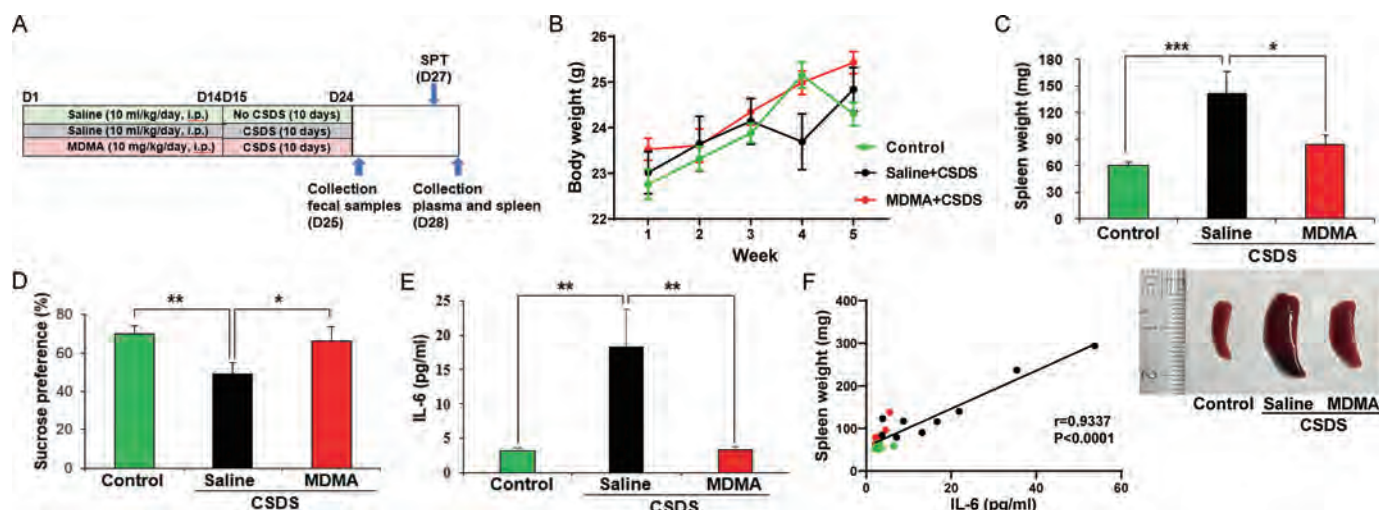 A
SPT
(D27)
D1 D14 D15 D24
Saline (10 ml/kg/day, i.p.) No CSDS (10 days)
Saline (10 ml/kg/day, i.p.) CSDS (10 days)
MDMA (10 mg/kg/day, i.p.) CSDS (10 days)
Collection
fecal samples
(D25)
Collection
plasma and spleen
(D28)
B
Body weight (g)
26
25
24
23
22
1 2 3 4 5
Week
Control
Saline+CSDS
MDMA+CSDS
C
Spleen weight (mg)
180
150
120
90
60
30
0
*** *
Control Saline MDMA
CSDS
D
Sucrose preference (%)
80
60
40
20
0
** *
Control Saline MDMA
CSDS
E
IL-6 (pg/ml)
25
20
15
10
5
0
** **
Control Saline MDMA
CSDS
F
Spleen weight (mg)
400
300
200
100
0
0 20 40 60
IL-6 (pg/ml)
r=0.9337
P<0.0001
1
2
Control Saline MDMA
CSDS